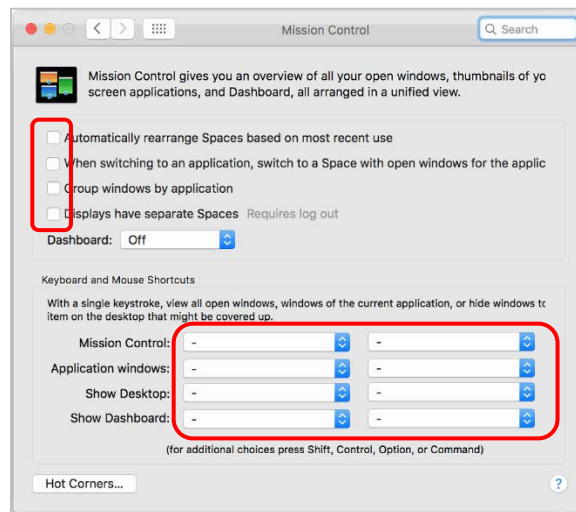 Mission Control
Search
Mission Control gives you an overview of all your open windows, thumbnails of yo
screen applications, and Dashboard, all arranged in a unified view.
Automatically rearrange Spaces based on most recent use
When switching to an application, switch to a Space with open windows for the applic
Group windows by application
Displays have separate Spaces Requires log out
Dashboard: Off
Keyboard and Mouse Shortcuts
With a single keystroke, view all open windows, windows of the current application, or hide windows to
item on the desktop that might be covered up.
Mission Control: - -
Application windows: - -
Show Desktop: - -
Show Dashboard: - -
(for additional choices press Shift, Control, Option, or Command)
Hot Corners... ?